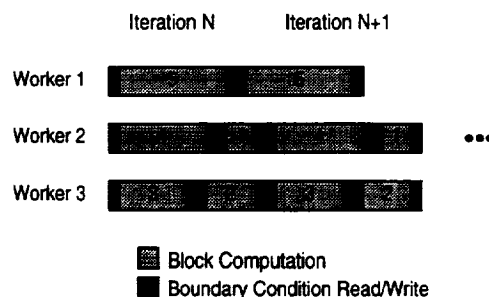 Iteration N Iteration N+1
Worker 1
Worker 2 •••
Worker 3
Block Computation
Boundary Condition Read/Write